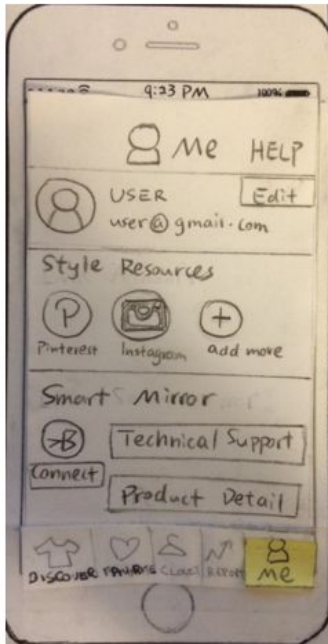 9:23 PM 100%
Me HELP
USER Edit
user@gmail.com
Style Resources
P
Pinterest Instagram add more
Smart Mirror
Technical Support
Connect
Product Detail
DISCOVER CLOSET REPORT Me